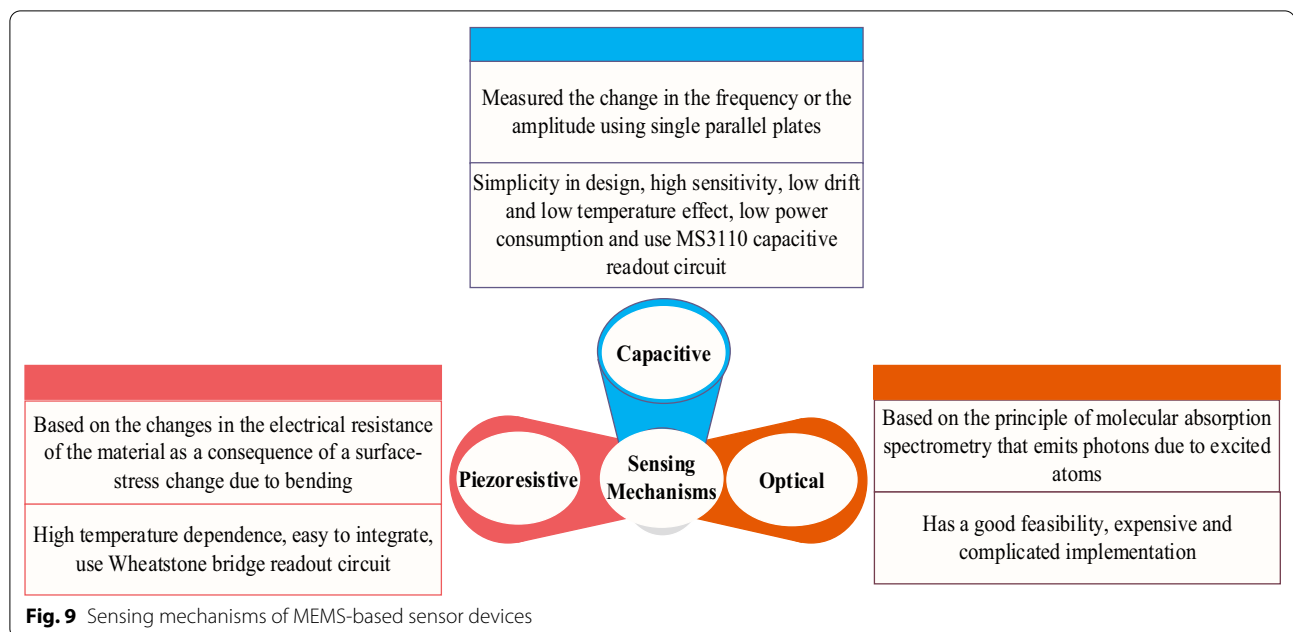 Measured the change in the frequency or the
amplitude using single parallel plates
Simplicity in design, high sensitivity, low drift
and low temperature effect, low power
consumption and use MS3110 capacitive
readout circuit
Capacitive
Based on the changes in the electrical resistance
of the material as a consequence of a surface-
stress change due to bending
High temperature dependence, easy to integrate,
use Wheatstone bridge readout circuit
Piezoresistive
Sensing
Mechanisms
Optical
Based on the principle of molecular absorption
spectrometry that emits photons due to excited
atoms
Has a good feasibility, expensive and
complicated implementation
Fig. 9 Sensing mechanisms of MEMS-based sensor devices